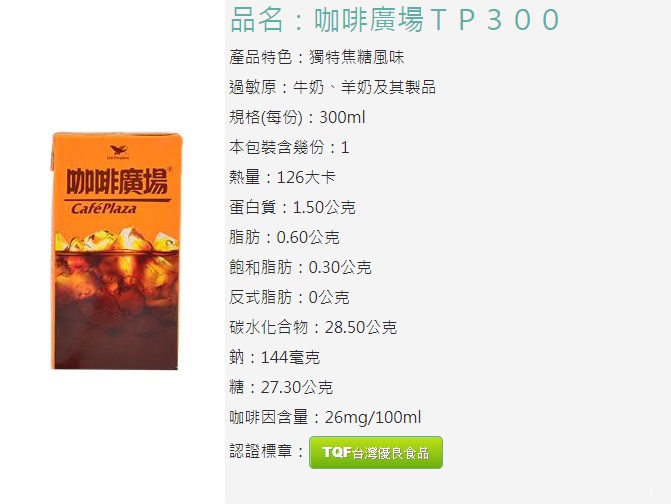 品名：咖啡廣場ＴＰ３００
產品特色：獨特焦糖風味
過敏原：牛奶、羊奶及其製品
規格(每份)：300ml
本包裝含幾份：1
熱量：126大卡
蛋白質：1.50公克
脂肪：0.60公克
飽和脂肪：0.30公克
反式脂肪：0公克
碳水化合物：28.50公克
鈉：144毫克
糖：27.30公克
咖啡因含量：26mg/100ml
認證標章：TQF台灣優良食品
咖啡廣場®
CaféPlaza